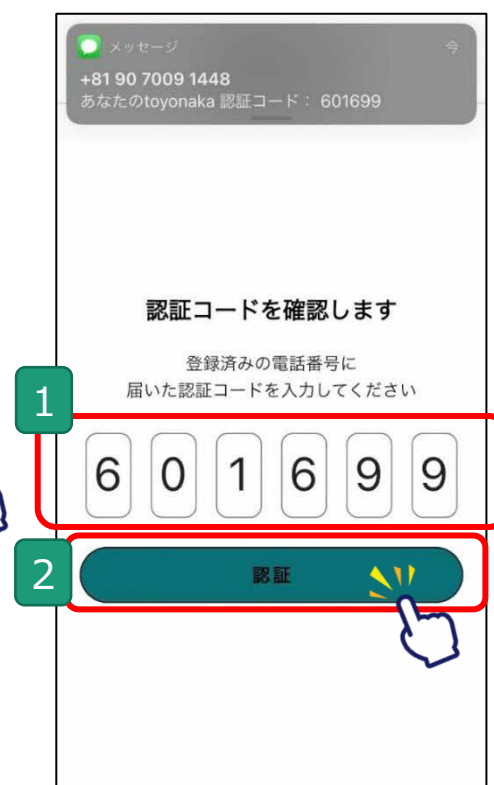 メッセージ
今
+81 90 7009 1448
あなたのtoyonaka 認証コード： 601699
認証コードを確認します
登録済みの電話番号に
届いた認証コードを入力してください
1
6 0 1 6 9 9
2
認証